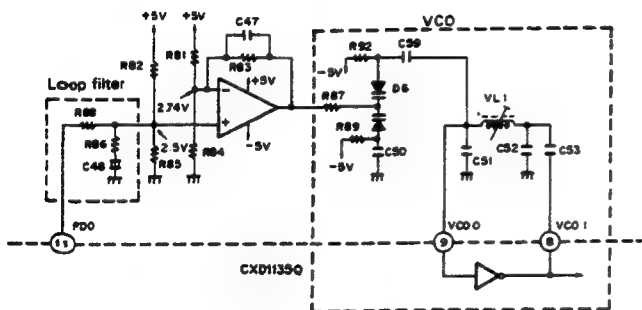 VCO
+5V
+5V
C47
R82
R81
R83
R92
C59
-5V
+5V
D6
Loop filter
2.74V
R87
VL1
R88
R86
2.5V
R89
C48
R85
R84
-5V
-5V
C50
C51
C52
C53
PDO
VCO O
VCO I
11
9
8
CXD1135Q